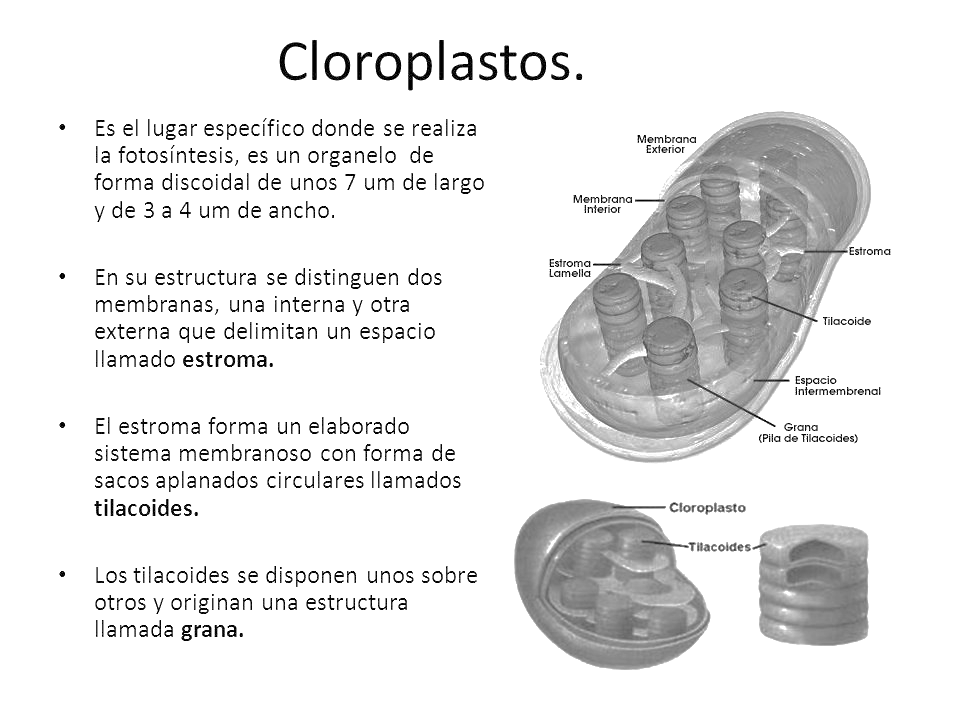 Cloroplastos.
• Es el lugar específico donde se realiza
la fotosíntesis, es un organelo de
forma discoidal de unos 7 um de largo
y de 3 a 4 um de ancho.
• En su estructura se distinguen dos
membranas, una interna y otra
externa que delimitan un espacio
llamado estroma.
• El estroma forma un elaborado
sistema membranoso con forma de
sacos aplanados circulares llamados
tilacoides.
• Los tilacoides se disponen unos sobre
otros y originan una estructura
llamada grana.
Membrana
Exterior
Membrana
Interior
Estroma
Lamella
Estroma
Tilacoide
Espacio
Intermembrenal
Grana
(Pila de Tilacoides)
Cloroplasto
Tilacoides